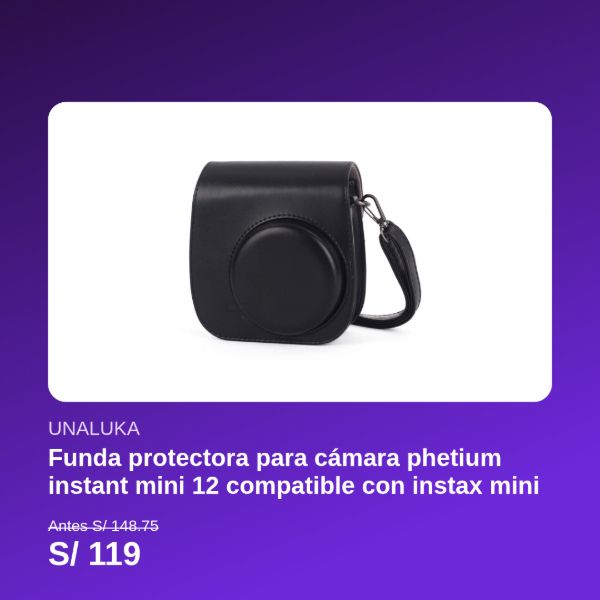 UNALUKA
Funda protectora para cámara phetium
instant mini 12 compatible con instax mini
Antes S/ 148.75
S/ 119